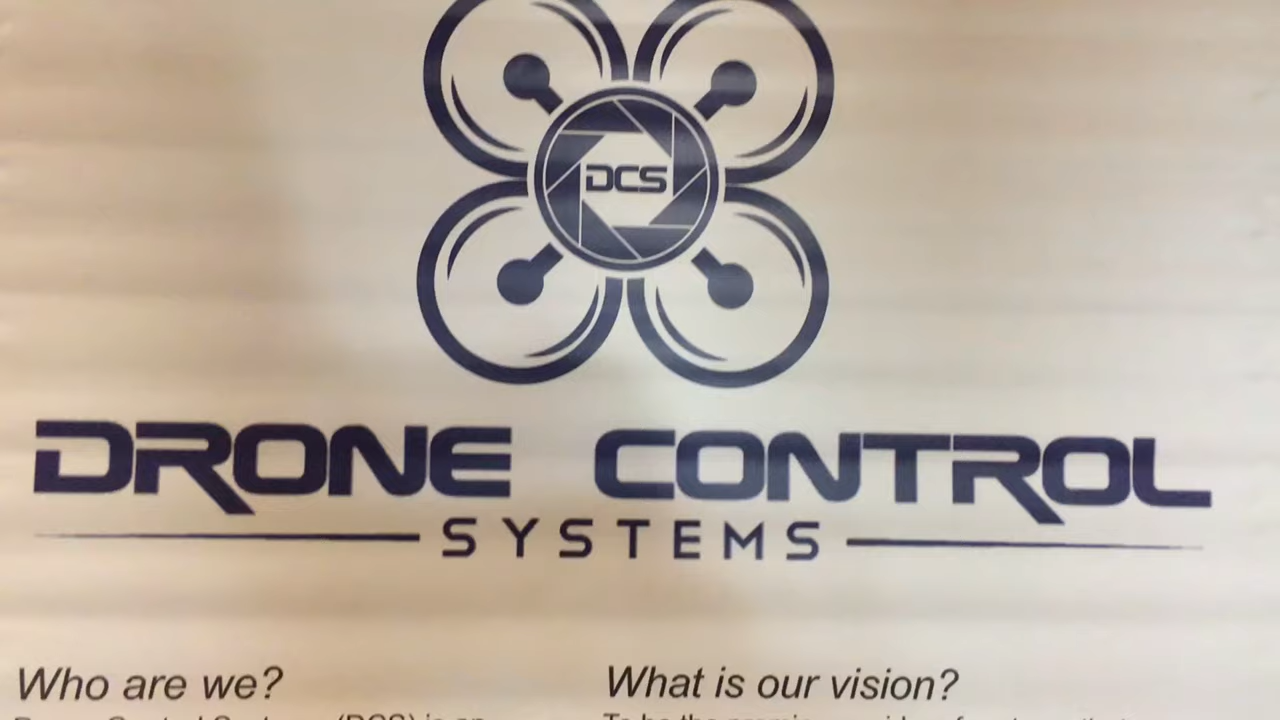 DCS
DRONE CONTROL
SYSTEMS
Who are we?
What is our vision?